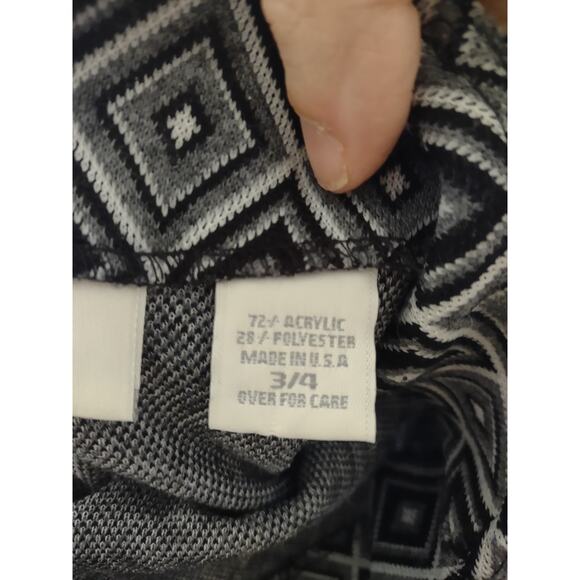 72% ACRYLIC
28% POLYESTER
MADE IN U.S.A
3/4
OVER FOR CARE